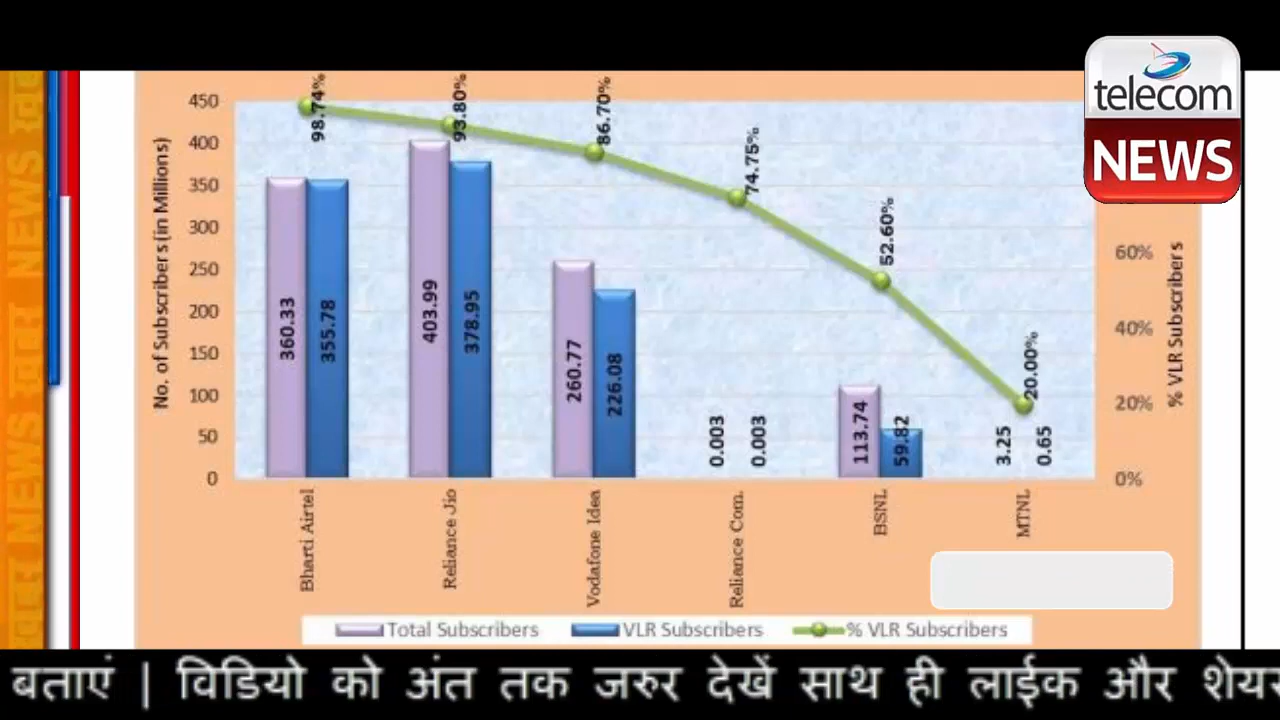 telecom
NEWS
No. of Subscribers (in Millions)
450
400
350
300
250
200
150
100
50
0
98.74%
93.80%
86.70%
74.75%
52.60%
20.00%
360.33
355.78
403.99
378.95
260.77
226.08
0.003
0.003
113.74
59.82
3.25
0.65
60%
40%
20%
0%
% VLR Subscribers
Bharti Airtel
Reliance Jio
Vodafone Idea
Reliance Com.
BSNL
MTNL
Total Subscribers VLR Subscribers % VLR Subscribers
NEWS
NEWS
बताएं | विडियो को अंत तक जरुर देखें साथ ही लाईक और शेयर